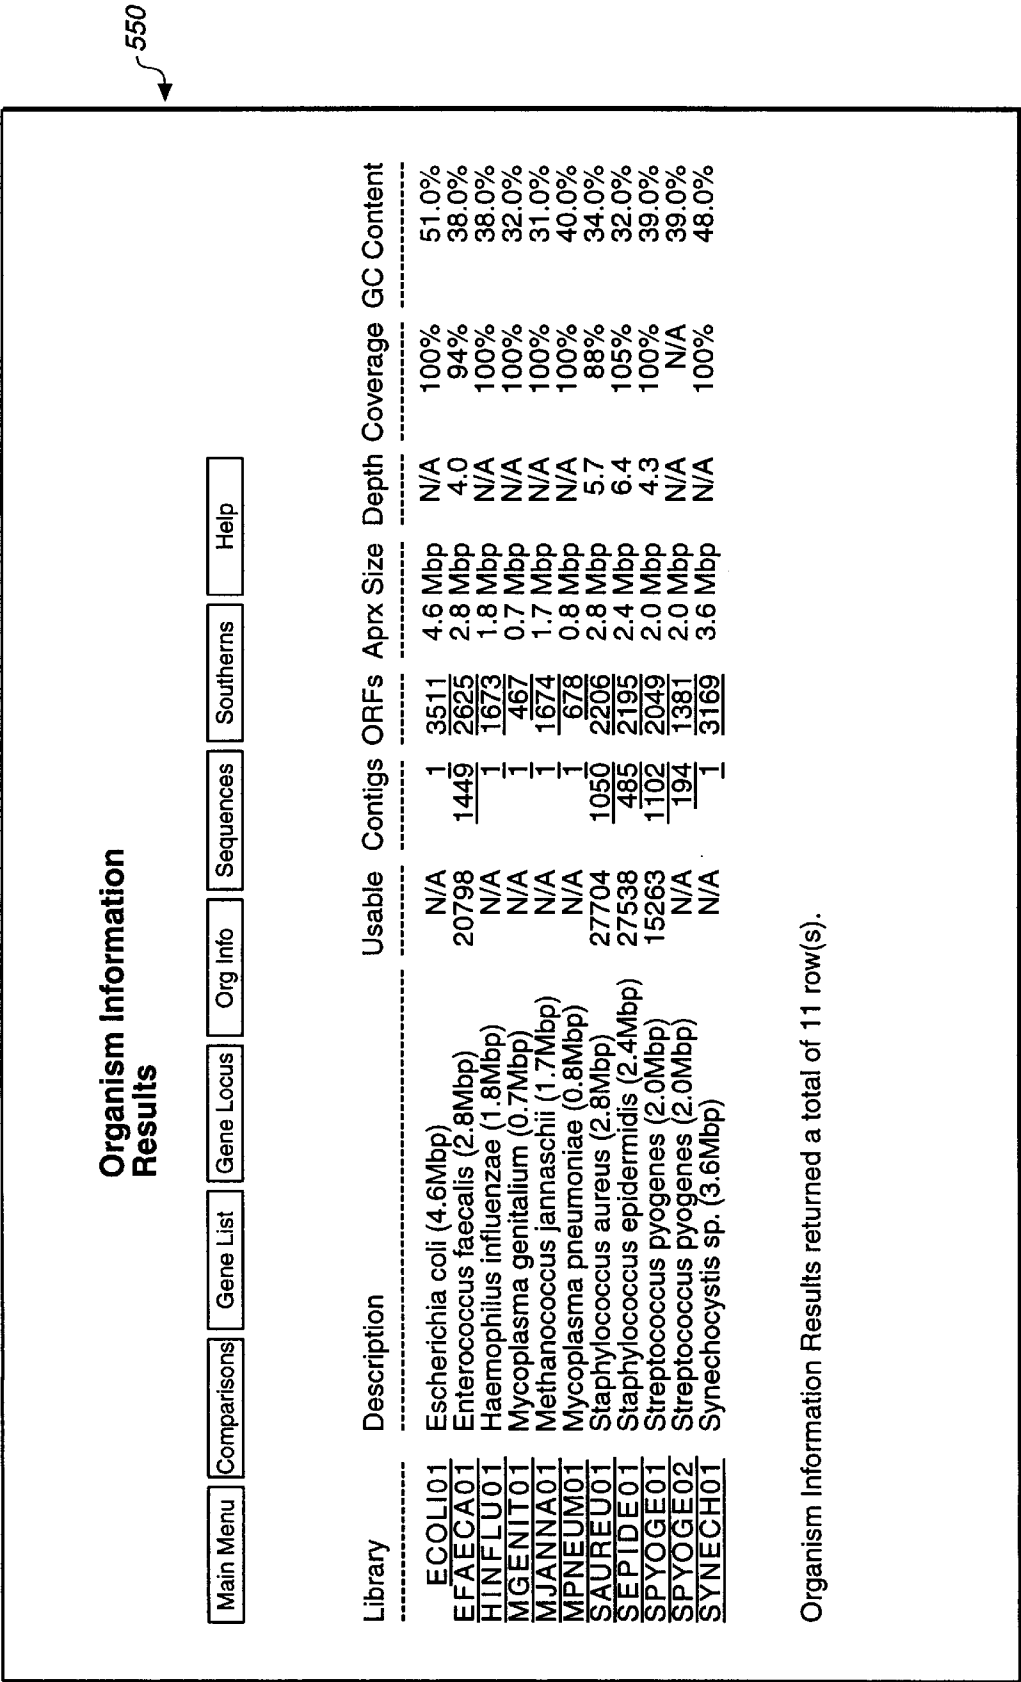 550
Organism Information
Results
Main Menu Comparisons Gene List Gene Locus Org Info Sequences Southerns Help
Library Description Usable Contigs ORFs Aprx Size Depth Coverage GC Content
ECOLI01 Escherichia coli (4.6Mbp) N/A 1 3511 4.6 Mbp N/A 100% 51.0%
EFAECA01 Enterococcus faecalis (2.8Mbp) 20798 1449 2625 2.8 Mbp 4.0 94% 38.0%
HINFLU01 Haemophilus influenzae (1.8Mbp) N/A 1 1673 1.8 Mbp N/A 100% 38.0%
MGENIT01 Mycoplasma genitalium (0.7Mbp) N/A 1 467 0.7 Mbp N/A 100% 32.0%
MJANNA01 Methanococcus jannaschii (1.7Mbp) N/A 1 1674 1.7 Mbp N/A 100% 31.0%
MPNEUM01 Mycoplasma pneumoniae (0.8Mbp) N/A 1 678 0.8 Mbp N/A 100% 40.0%
SAUREU01 Staphylococcus aureus (2.8Mbp) 27704 1050 2206 2.8 Mbp 5.7 88% 34.0%
SEPIDE01 Staphylococcus epidermidis (2.4Mbp) 27538 485 2195 2.4 Mbp 6.4 105% 32.0%
SPYOGE01 Streptococcus pyogenes (2.0Mbp) 15263 1102 2049 2.0 Mbp 4.3 100% 39.0%
SPYOGE02 Streptococcus pyogenes (2.0Mbp) N/A 194 1381 2.0 Mbp N/A N/A 39.0%
SYNECH01 Synechocystis sp. (3.6Mbp) N/A 1 3169 3.6 Mbp N/A 100% 48.0%
Organism Information Results returned a total of 11 row(s).